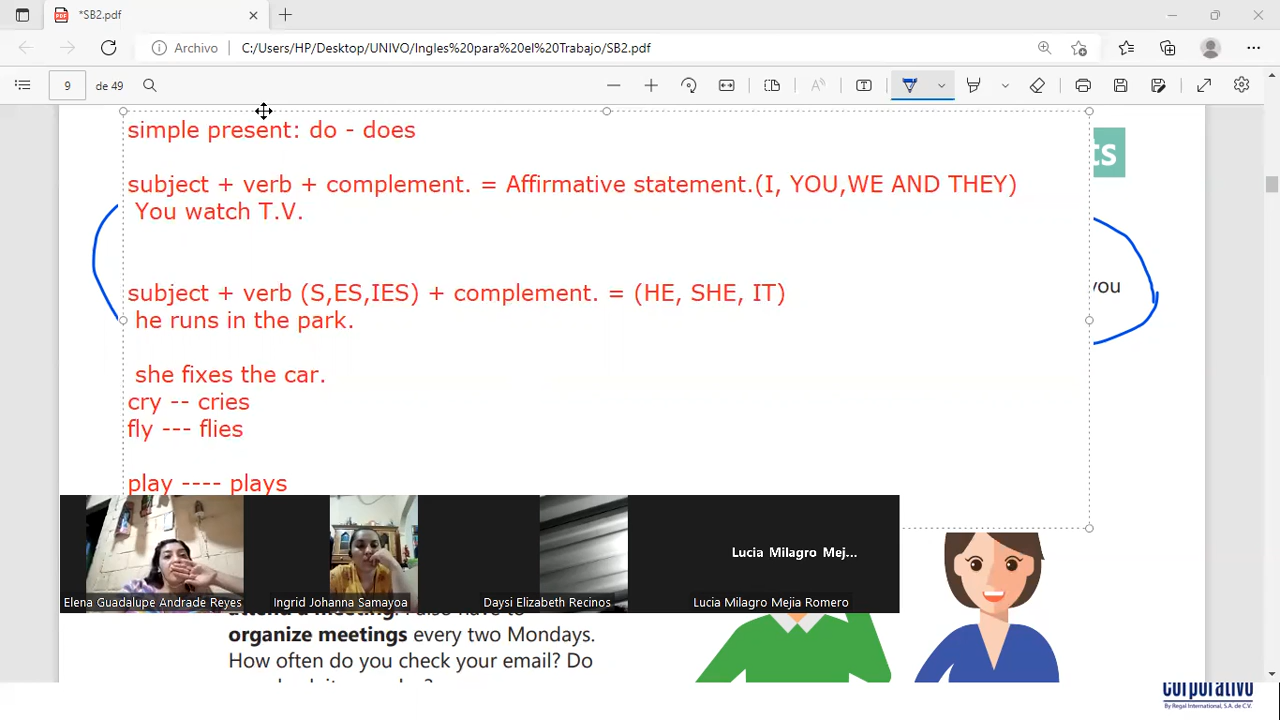 *SB2.pdf
Archivo C:/Users/HP/Desktop/UNIVO/Ingles%20para%20el%20Trabajo/SB2.pdf
9 de 49
simple present: do - does
ts
subject + verb + complement. = Affirmative statement.(I, YOU,WE AND THEY)
You watch T.V.
you
subject + verb (S,ES,IES) + complement. = (HE, SHE, IT)
he runs in the park.
she fixes the car.
cry -- cries
fly --- flies
play ---- plays
Lucia Milagro Mej...
Elena Guadalupe Andrade Reyes
Ingrid Johanna Samayoa
Daysi Elizabeth Recinos
Lucia Milagro Mejia Romero
organize meetings every two Mondays.
How often do you check your email? Do
Corporativo
By Regal International, S.A. de C.V.